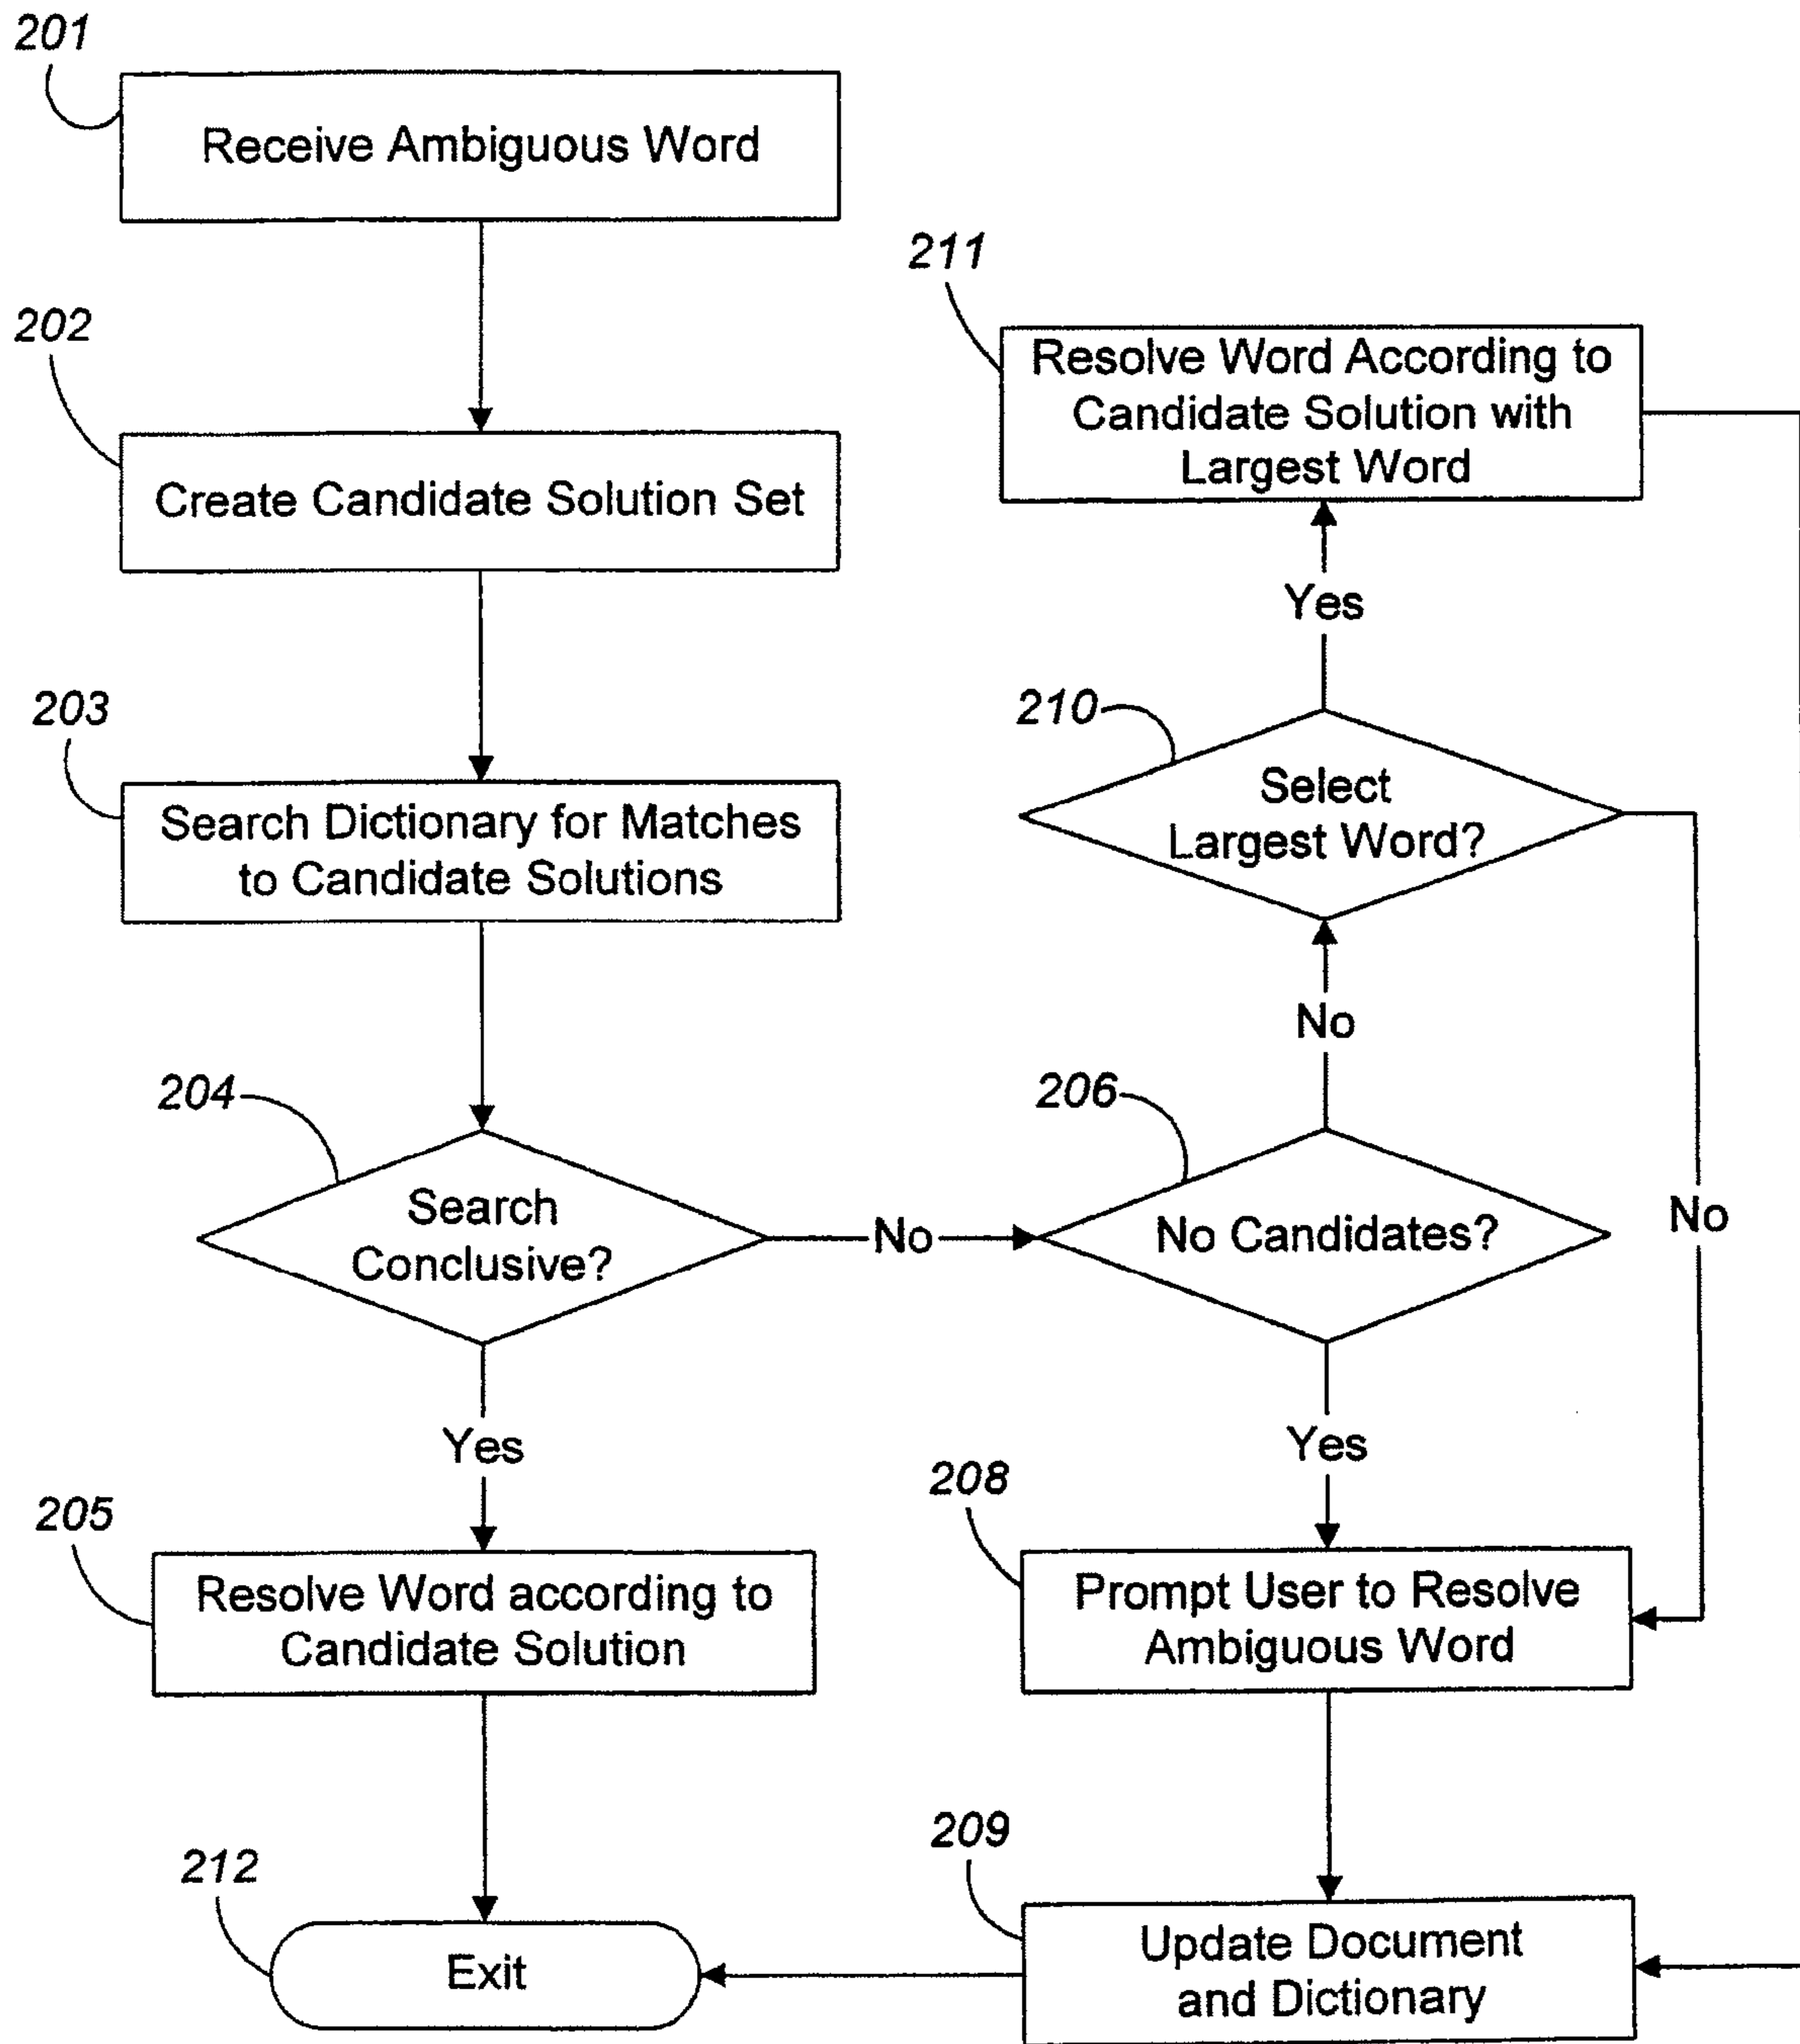 201
Receive Ambiguous Word
202
Create Candidate Solution Set
203
Search Dictionary for Matches
to Candidate Solutions
204
Search
Conclusive?
No
Yes
205
Resolve Word according to
Candidate Solution
212
Exit
211
Resolve Word According to
Candidate Solution with
Largest Word
Yes
210
Select
Largest Word?
No
No
206
No Candidates?
Yes
208
Prompt User to Resolve
Ambiguous Word
209
Update Document
and Dictionary